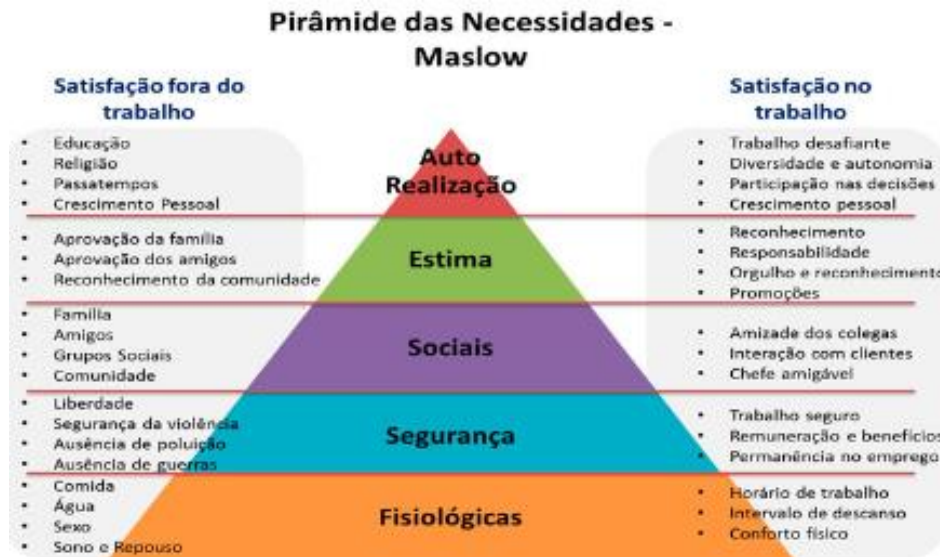 Pirâmide das Necessidades -
Maslow
Satisfação fora do
trabalho
Educação
Religião
Passatempos
Crescimento Pessoal
Aprovação da família
Aprovação dos amigos
Reconhecimento da comunidade
Família
Amigos
Grupos Sociais
Comunidade
Liberdade
Segurança da violência
Ausência de poluição
Ausência de guerras
Comida
Água
Sexo
Sono e Repouso
Auto
Realização
Estima
Sociais
Segurança
Fisiológicas
Satisfação no
trabalho
Trabalho desafiante
Diversidade e autonomia
Participação nas decisões
Crescimento pessoal
Reconhecimento
Responsabilidade
Orgulho e reconhecimento
Promoções
Amizade dos colegas
Interação com clientes
Chefe amigável
Trabalho seguro
Remuneração e benefícios
Permanência no emprego
Horário de trabalho
Intervalo de descanso
Conforto físico